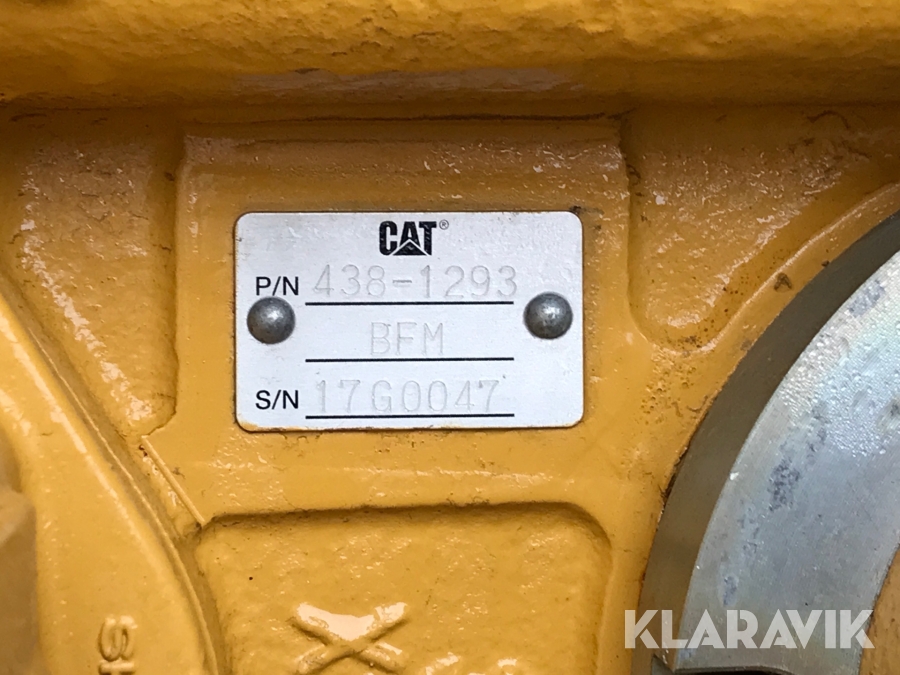 CAT®
P/N 438-1293
BFM
S/N 17G0047
X
KLARAVIK